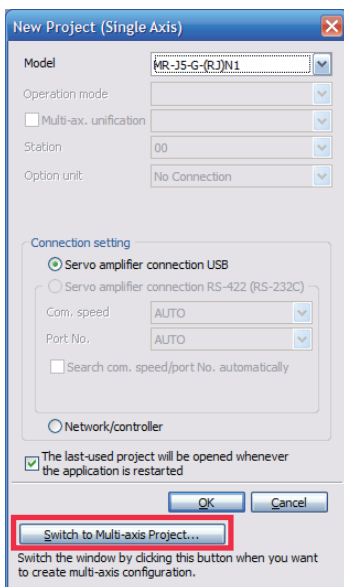 New Project (Single Axis)
Model
MR-J5-G-(RJ)N1
Operation mode
Multi-ax. unification
Station
00
Option unit
No Connection
Connection setting
Servo amplifier connection USB
Servo amplifier connection RS-422 (RS-232C)
Com. speed
AUTO
Port No.
AUTO
Search com. speed/port No. automatically
Network/controller
The last-used project will be opened whenever
the application is restarted
OK
Cancel
Switch to Multi-axis Project...
Switch the window by clicking this button when you want
to create multi-axis configuration.